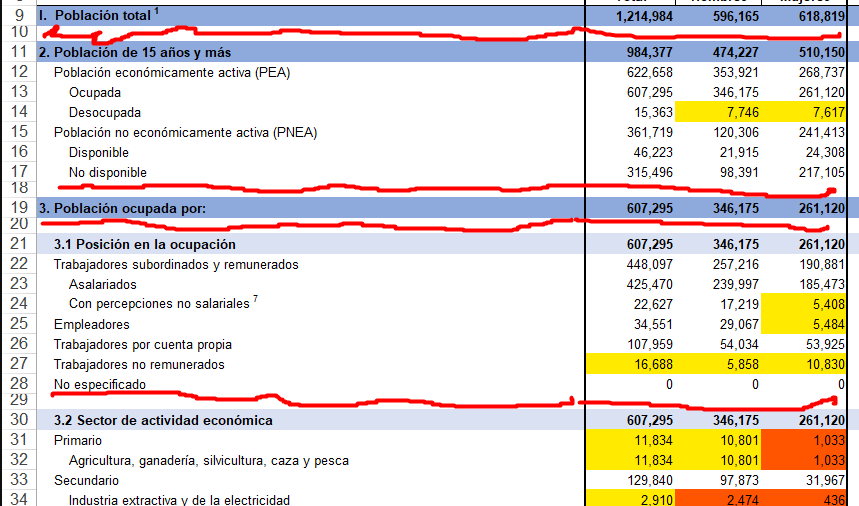 9 I. Población total 1 1,214,984 596,165 618,819
10
11 2. Población de 15 años y más 984,377 474,227 510,150
12 Población económicamente activa (PEA) 622,658 353,921 268,737
13 Ocupada 607,295 346,175 261,120
14 Desocupada 15,363 7,746 7,617
15 Población no económicamente activa (PNEA) 361,719 120,306 241,413
16 Disponible 46,223 21,915 24,308
17 No disponible 315,496 98,391 217,105
18
19 3. Población ocupada por: 607,295 346,175 261,120
20
21 3.1 Posición en la ocupación 607,295 346,175 261,120
22 Trabajadores subordinados y remunerados 448,097 257,216 190,881
23 Asalariados 425,470 239,997 185,473
24 Con percepciones no salariales 7 22,627 17,219 5,408
25 Empleadores 34,551 29,067 5,484
26 Trabajadores por cuenta propia 107,959 54,034 53,925
27 Trabajadores no remunerados 16,688 5,858 10,830
28 No especificado 0 0 0
29
30 3.2 Sector de actividad económica 607,295 346,175 261,120
31 Primario 11,834 10,801 1,033
32 Agricultura, ganadería, silvicultura, caza y pesca 11,834 10,801 1,033
33 Secundario 129,840 97,873 31,967
34 Industria extractiva y de la electricidad 2,910 2,474 436